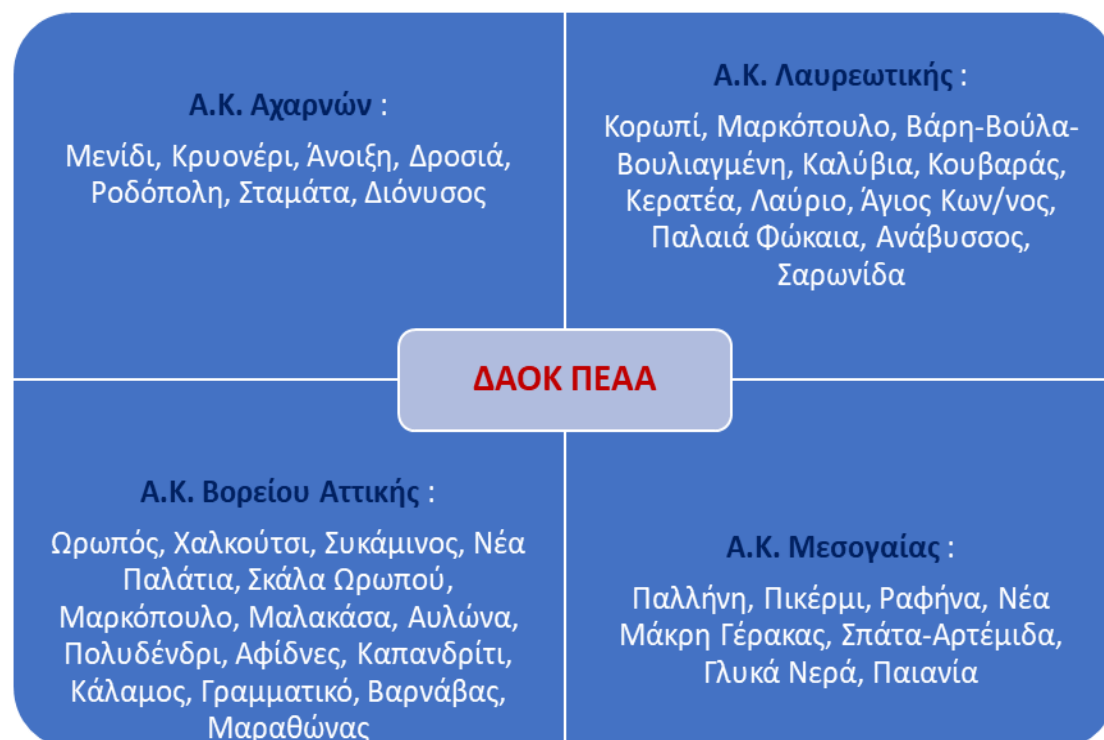 Α.Κ. Αχαρνών :
Μενίδι, Κρυονέρι, Άνοιξη, Δροσιά,
Ροδόπολη, Σταμάτα, Διόνυσος
Α.Κ. Λαυρεωτικής :
Κορωπί, Μαρκόπουλο, Βάρη-Βούλα-
Βουλιαγμένη, Καλύβια, Κουβαράς,
Κερατέα, Λαύριο, Άγιος Κων/νος,
Παλαιά Φώκαια, Ανάβυσσος,
Σαρωνίδα
ΔΑΟΚ ΠΕΑΑ
Α.Κ. Βορείου Αττικής :
Ωρωπός, Χαλκούτσι, Συκάμινος, Νέα
Παλάτια, Σκάλα Ωρωπού,
Μαρκόπουλο, Μαλακάσα, Αυλώνα,
Πολυδένδρι, Αφίδνες, Καπανδρίτι,
Κάλαμος, Γραμματικό, Βαρνάβας,
Μαραθώνας
Α.Κ. Μεσογαίας :
Παλλήνη, Πικέρμι, Ραφήνα, Νέα
Μάκρη Γέρακας, Σπάτα-Αρτέμιδα,
Γλυκά Νερά, Παιανία